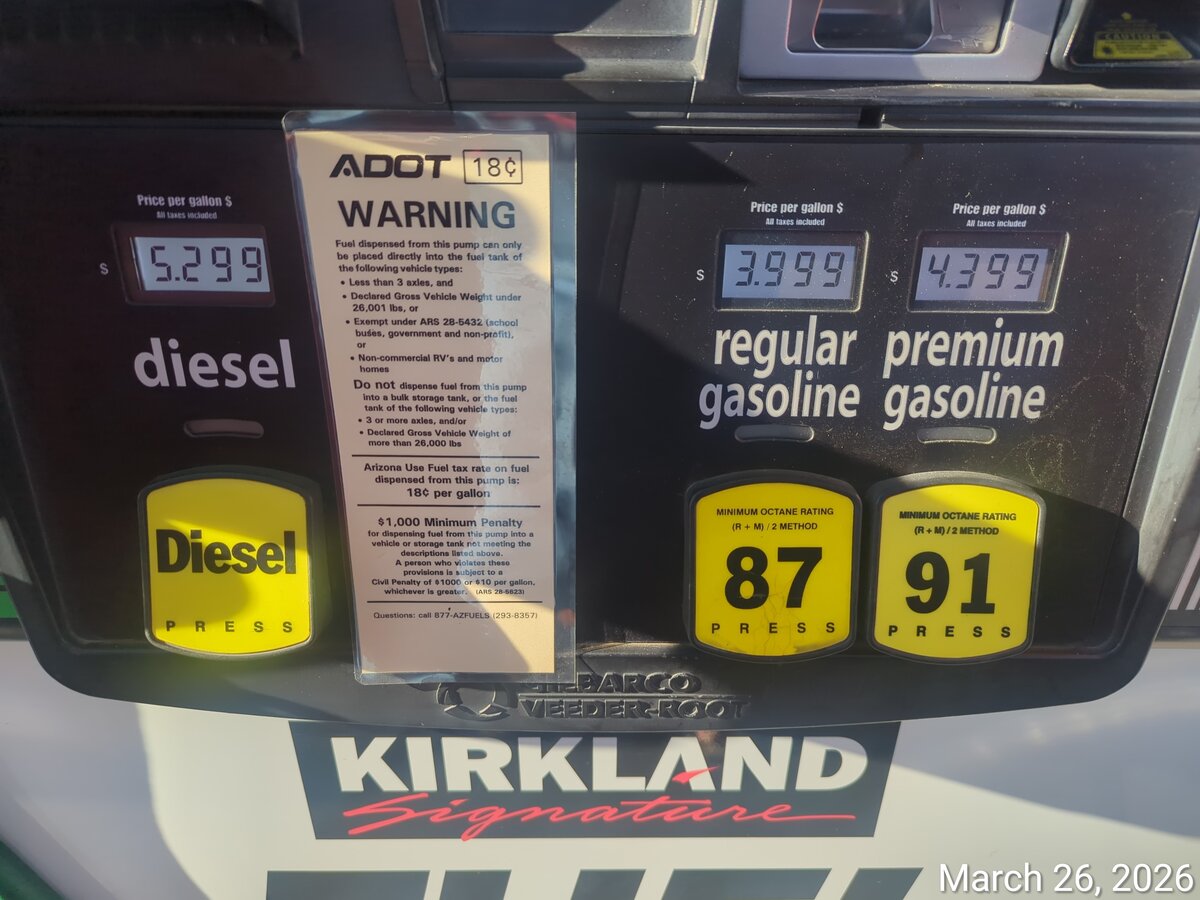 CAUTION
Price per gallon $
All taxes included
$ 5.299
diesel
Diesel
PRESS
ADOT 18¢
WARNING
Fuel dispensed from this pump can only
be placed directly into the fuel tank of
the following vehicle types:
• Less than 3 axles, and
• Declared Gross Vehicle Weight under
26,001 lbs, or
• Exempt under ARS 28-5432 (school
buses, government and non-profit),
or
• Non-commercial RV's and motor
homes
Do not dispense fuel from this pump
into a bulk storage tank, or the fuel
tank of the following vehicle types:
• 3 or more axles, and/or
• Declared Gross Vehicle Weight of
more than 26,000 lbs
Arizona Use Fuel tax rate on fuel
dispensed from this pump is:
18¢ per gallon
$1,000 Minimum Penalty
for dispensing fuel from this pump into a
vehicle or storage tank not meeting the
descriptions listed above.
A person who violates these
provisions is subject to a
Civil Penalty of $1000 or $10 per gallon,
whichever is greater. (ARS 28-5623)
Questions: call 877-AZFUELS (293-8357)
Price per gallon $
All taxes included
$ 3.999
regular
gasoline
MINIMUM OCTANE RATING
(R + M) / 2 METHOD
87
PRESS
Price per gallon $
All taxes included
$ 4.399
premium
gasoline
MINIMUM OCTANE RATING
(R + M) / 2 METHOD
91
PRESS
GILBARCO
VEEDER-ROOT
KIRKLAND
Signature
March 26, 2026